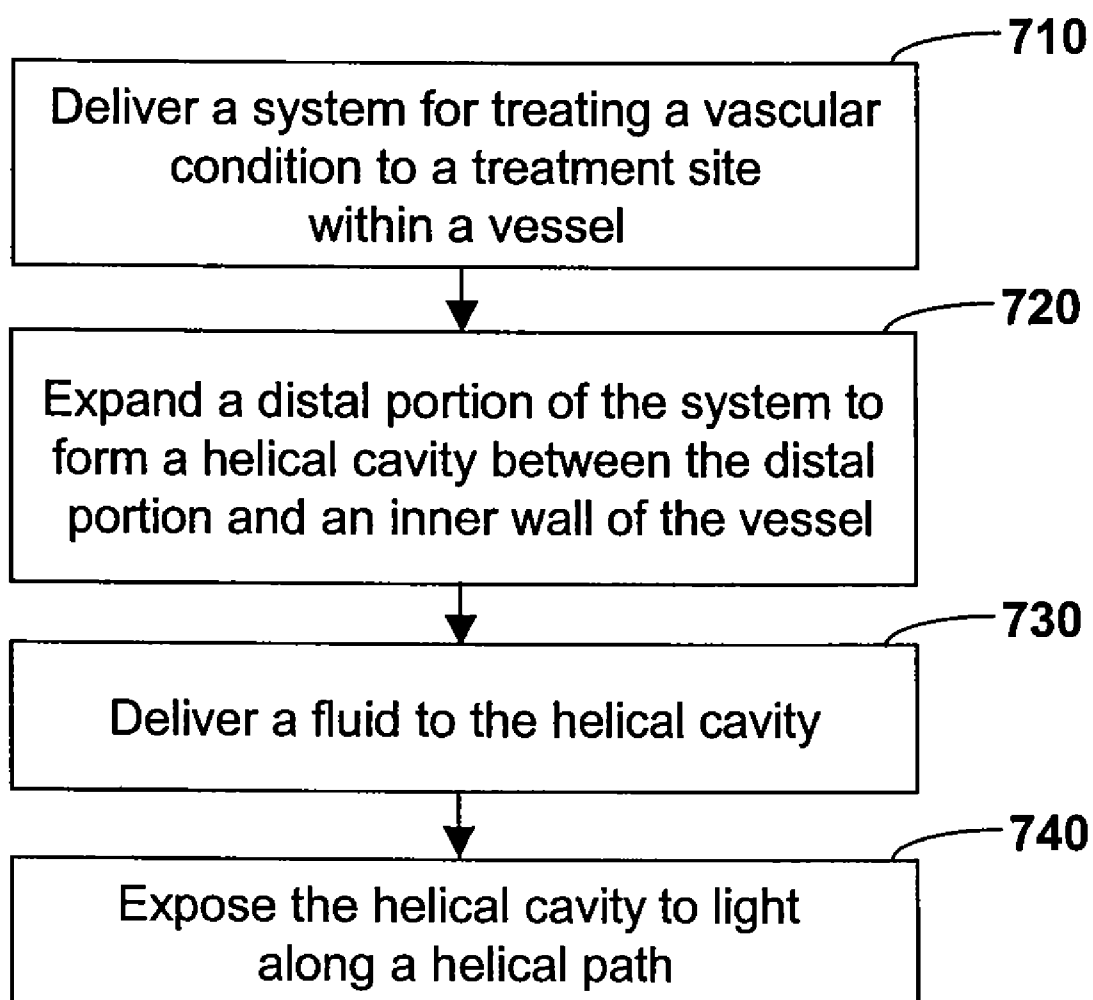 710
Deliver a system for treating a vascular
condition to a treatment site
within a vessel
720
Expand a distal portion of the system to
form a helical cavity between the distal
portion and an inner wall of the vessel
730
Deliver a fluid to the helical cavity
740
Expose the helical cavity to light
along a helical path